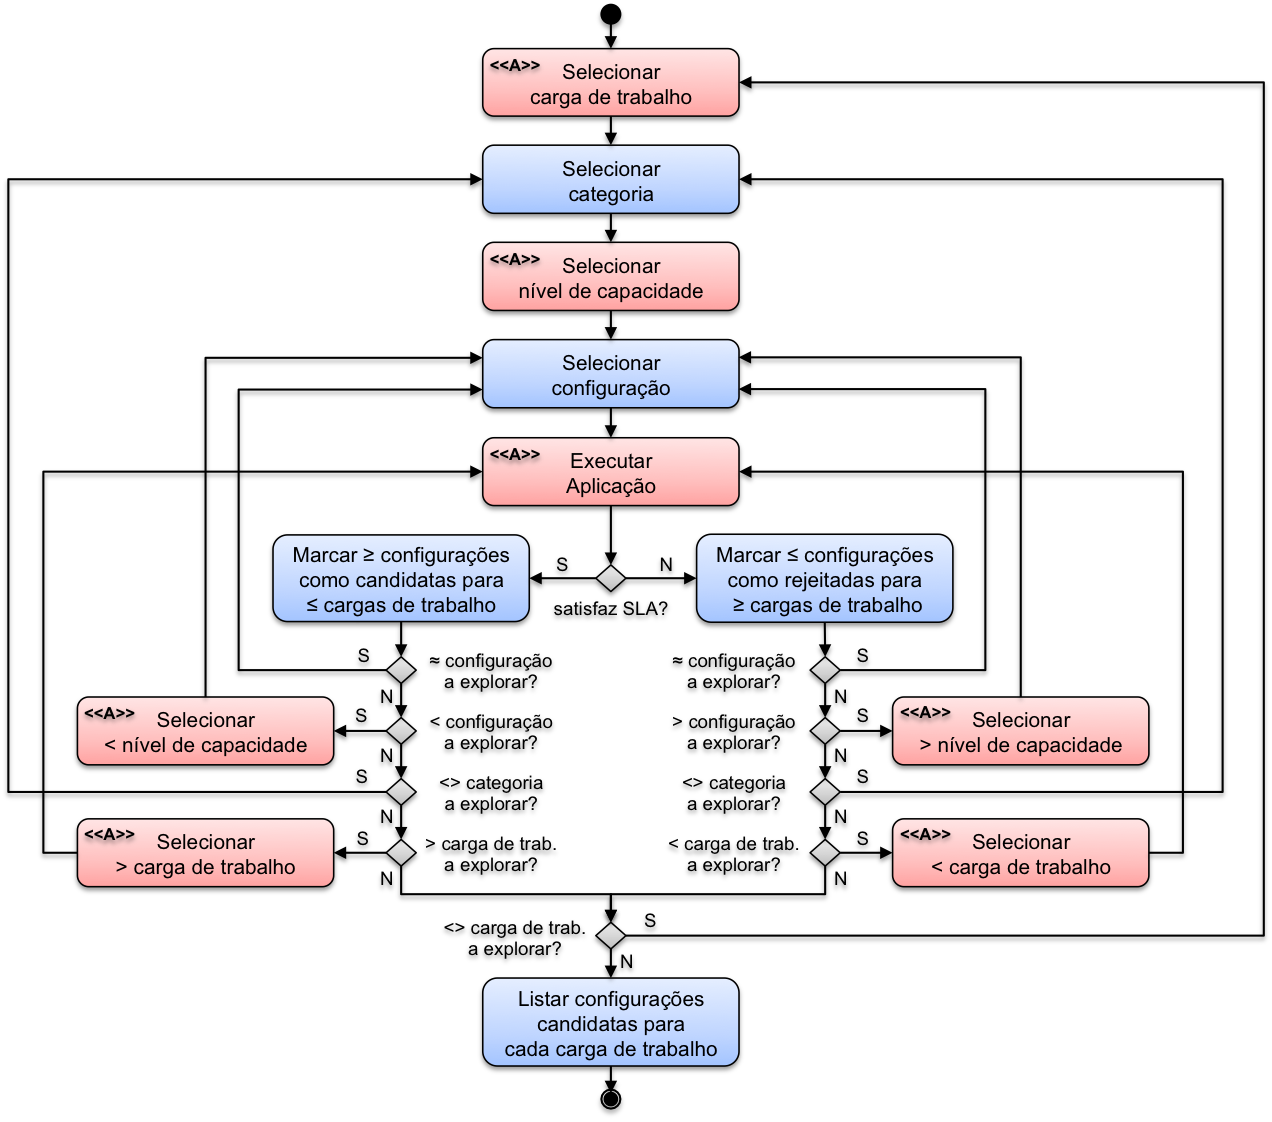 <<A>>
Selecionar
carga de trabalho
Selecionar
categoria
<<A>>
Selecionar
nível de capacidade
Selecionar
configuração
<<A>>
Executar
Aplicação
Marcar ≥ configurações
como candidatas para
≤ cargas de trabalho
S
N
satisfaz SLA?
Marcar ≤ configurações
como rejeitadas para
≥ cargas de trabalho
S
≈ configuração
a explorar?
N
<<A>>
Selecionar
< nível de capacidade
S
< configuração
a explorar?
N
S
<> categoria
a explorar?
N
<<A>>
Selecionar
> carga de trabalho
S
> carga de trab.
a explorar?
N
≈ configuração
a explorar?
S
N
> configuração
a explorar?
S
<<A>>
Selecionar
> nível de capacidade
N
<> categoria
a explorar?
S
N
< carga de trab.
a explorar?
S
<<A>>
Selecionar
< carga de trabalho
N
<> carga de trab.
a explorar?
S
N
Listar configurações
candidatas para
cada carga de trabalho